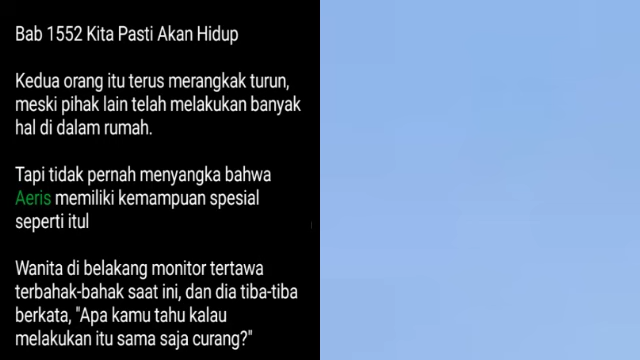 Bab 1552 Kita Pasti Akan Hidup
Kedua orang itu terus merangkak turun,
meski pihak lain telah melakukan banyak
hal di dalam rumah.
Tapi tidak pernah menyangka bahwa
Aeris memiliki kemampuan spesial
seperti itul
Wanita di belakang monitor tertawa
terbahak-bahak saat ini, dan dia tiba-tiba
berkata, "Apa kamu tahu kalau
melakukan itu sama saja curang?"